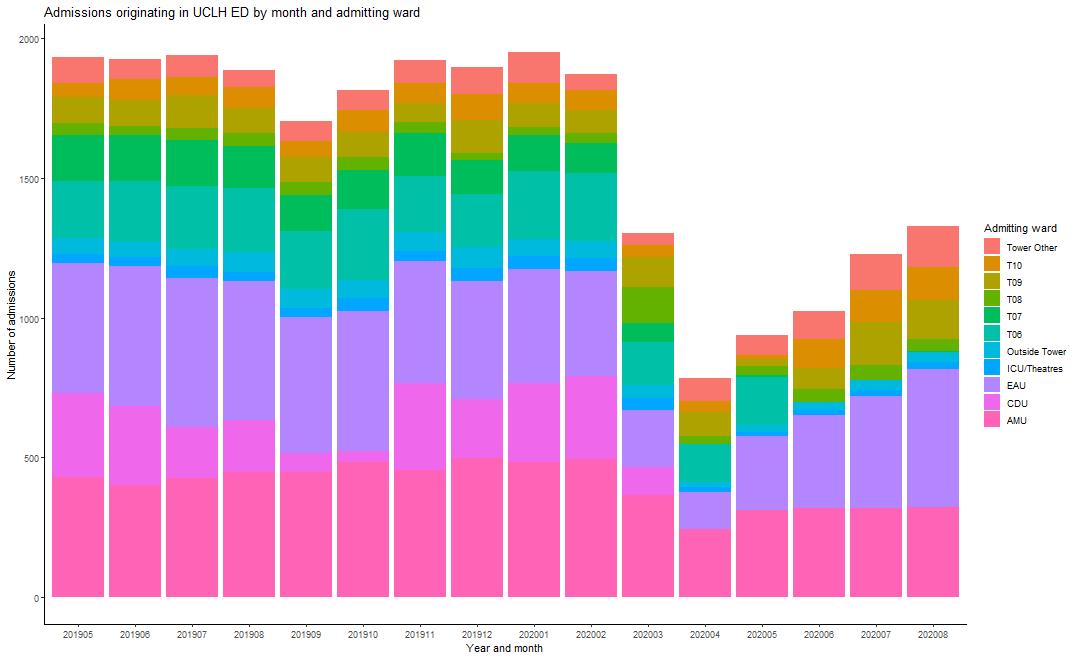 Admissions originating in UCLH ED by month and admitting ward
2000
1500
1000
500
0
Number of admissions
201905 201906 201907 201908 201909 201910 201911 201912 202001 202002 202003 202004 202005 202006 202007 202008
Year and month
Admitting ward
Tower Other
T10
T09
T08
T07
T06
Outside Tower
ICU/Theatres
EAU
CDU
AMU